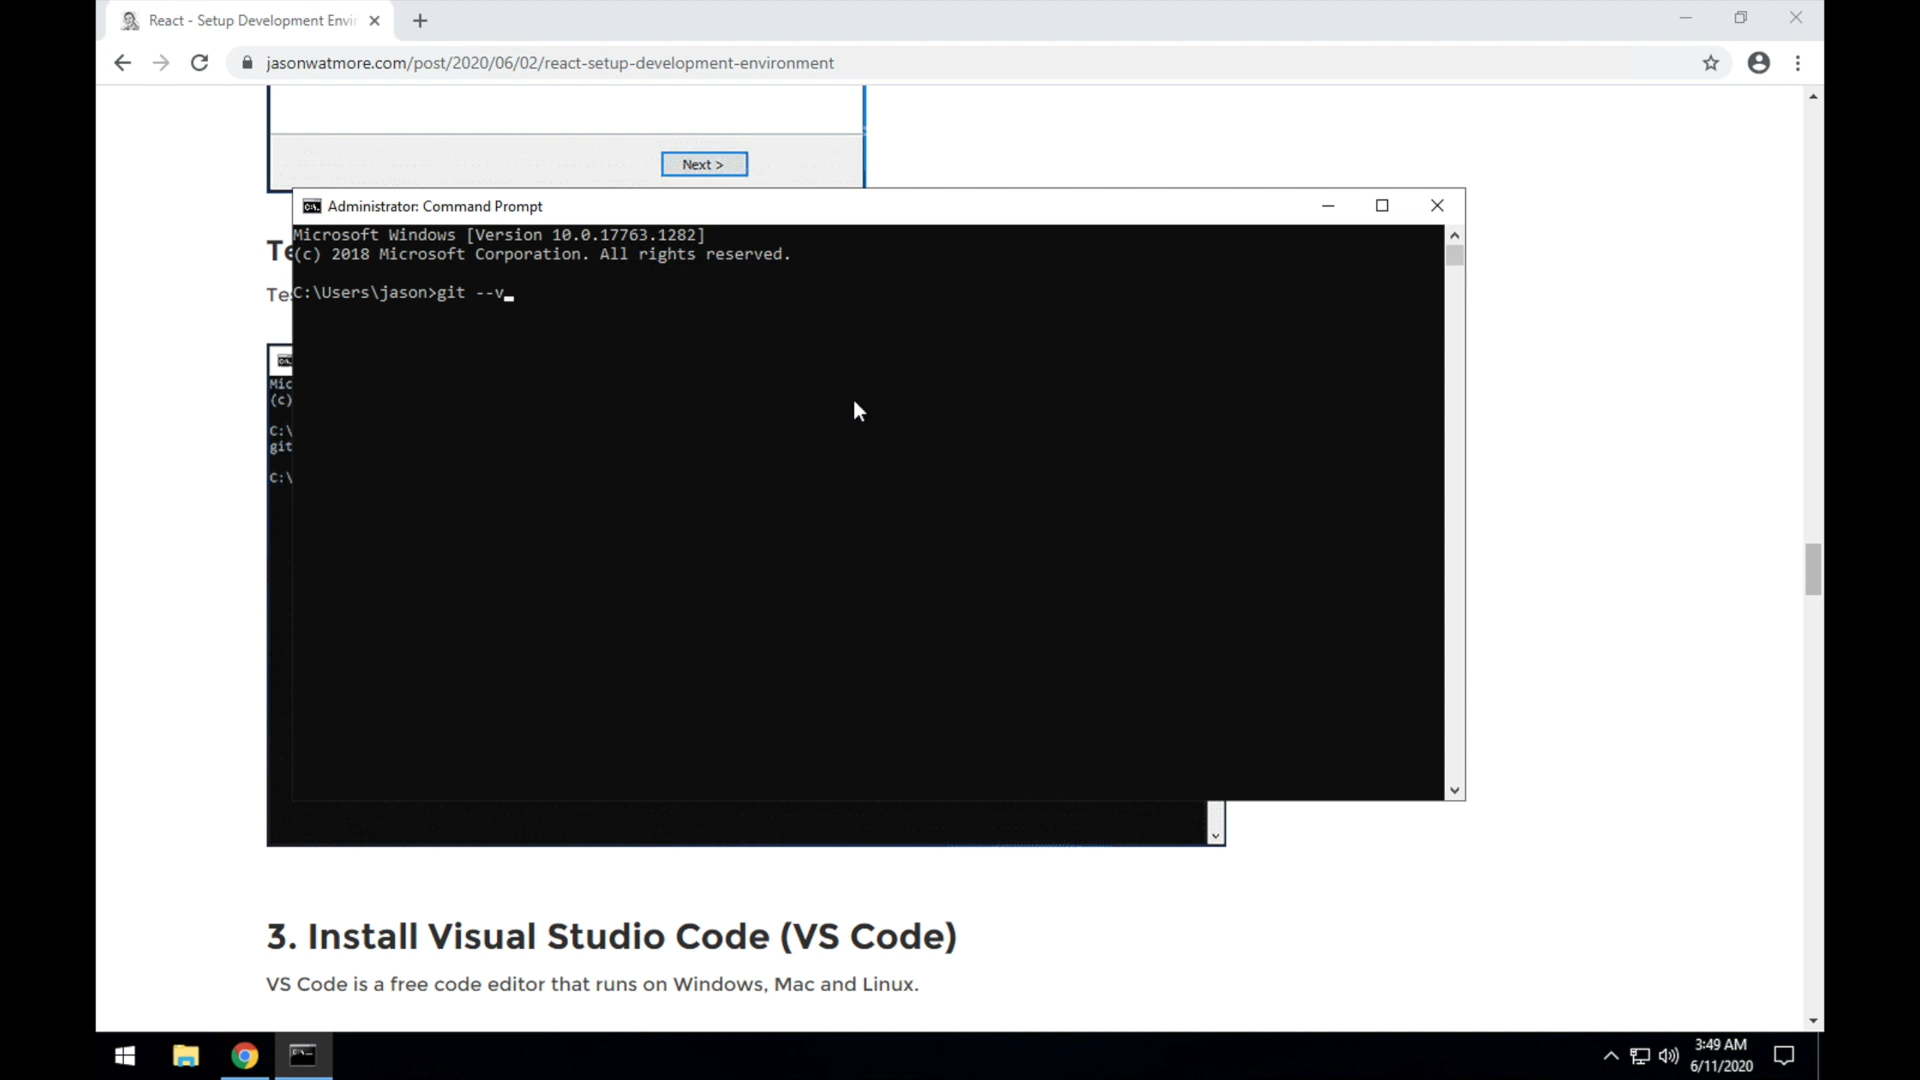 React - Setup Development Envir
jasonwatmore.com/post/2020/06/02/react-setup-development-environment
Next >
Administrator: Command Prompt
Microsoft Windows [Version 10.0.17763.1282]
(c) 2018 Microsoft Corporation. All rights reserved.
Te
Tes
C:\Users\jason>git --v
Mic
(c)
C:\
git
C:\
3. Install Visual Studio Code (VS Code)
VS Code is a free code editor that runs on Windows, Mac and Linux.
3:49 AM
6/11/2020